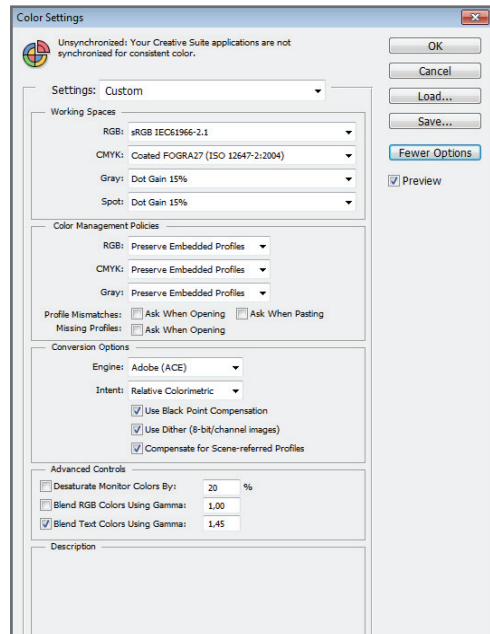 Color Settings
Unsynchronized: Your Creative Suite applications are not
synchronized for consistent color.
OK
Cancel
Load...
Save...
Fewer Options
Preview
Settings: Custom
Working Spaces
RGB: sRGB IEC61966-2.1
CMYK: Coated FOGRA27 (ISO 12647-2:2004)
Gray: Dot Gain 15%
Spot: Dot Gain 15%
Color Management Policies
RGB: Preserve Embedded Profiles
CMYK: Preserve Embedded Profiles
Gray: Preserve Embedded Profiles
Profile Mismatches: Ask When Opening Ask When Pasting
Missing Profiles: Ask When Opening
Conversion Options
Engine: Adobe (ACE)
Intent: Relative Colorimetric
Use Black Point Compensation
Use Dither (8-bit/channel images)
Compensate for Scene-referred Profiles
Advanced Controls
Desaturate Monitor Colors By: 20 %
Blend RGB Colors Using Gamma: 1,00
Blend Text Colors Using Gamma: 1,45
Description